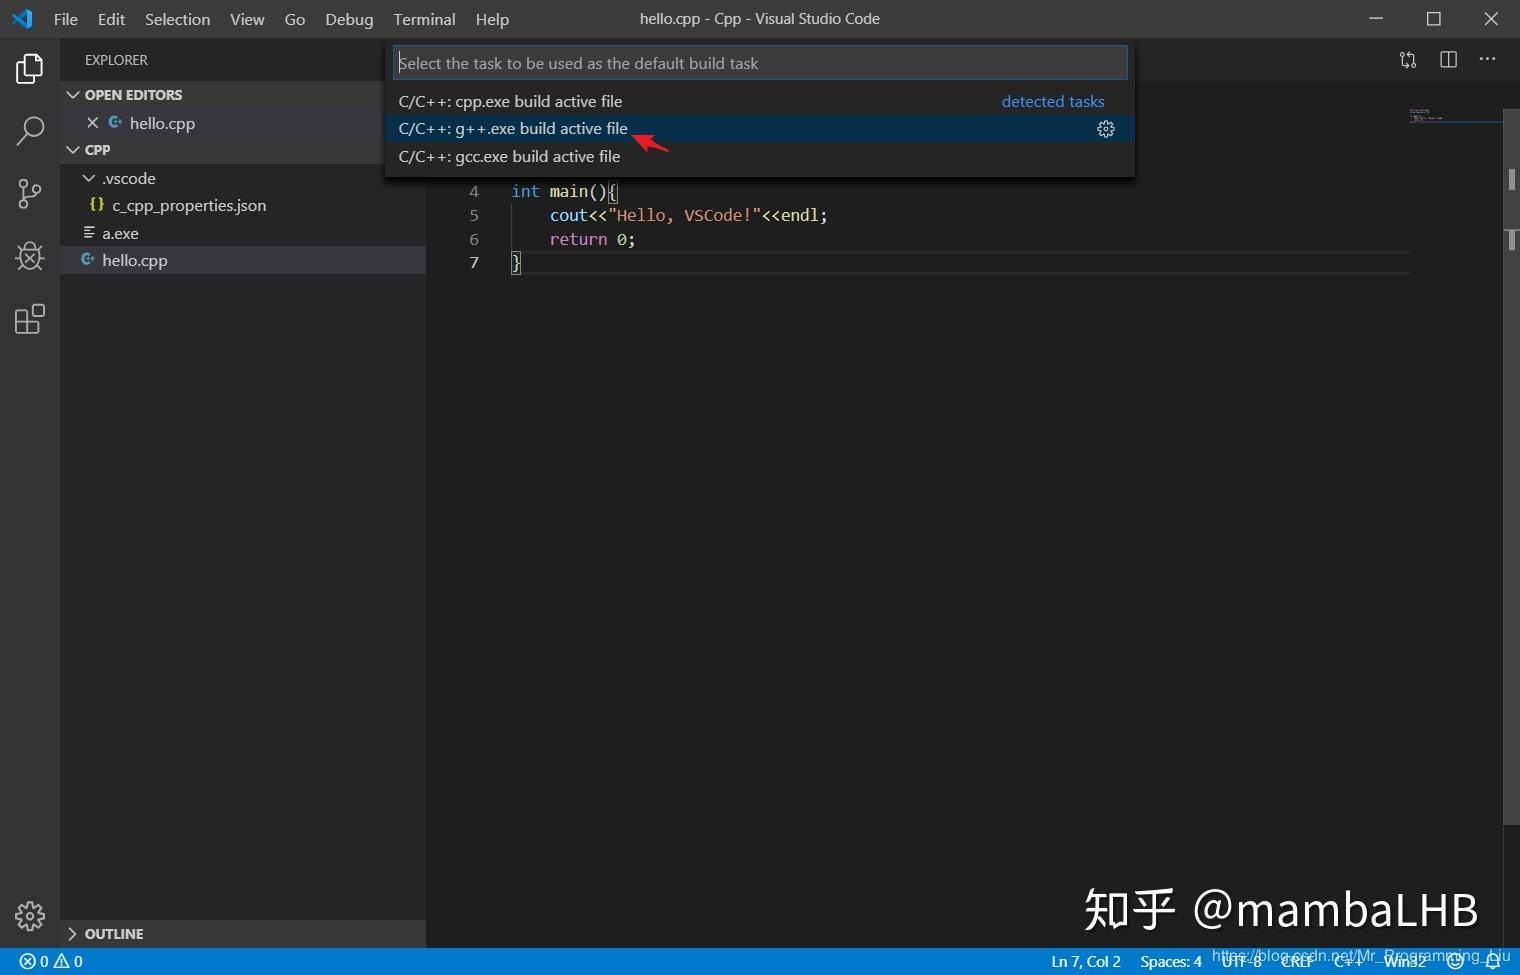 File Edit Selection View Go Debug Terminal Help
hello.cpp - Cpp - Visual Studio Code
EXPLORER
OPEN EDITORS
hello.cpp
CPP
.vscode
{} c_cpp_properties.json
a.exe
hello.cpp
OUTLINE
Select the task to be used as the default build task
C/C++: cpp.exe build active file detected tasks
C/C++: g++.exe build active file
C/C++: gcc.exe build active file
4 int main(){
5 cout<<"Hello, VSCode!"<<endl;
6 return 0;
7 }
知乎 @mambaLHB
https://blog.csdn.net/Mr_Programming_Liu
0 0
Ln 7, Col 2 Spaces: 4 UTF-8 CRLF C++ Win32